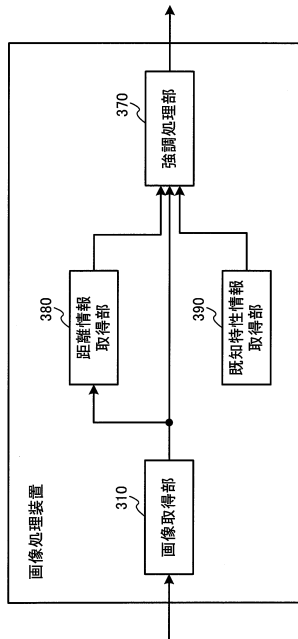 画像処理装置
310
画像取得部
380
距離情報
取得部
390
既知特性情報
取得部
370
強調処理部